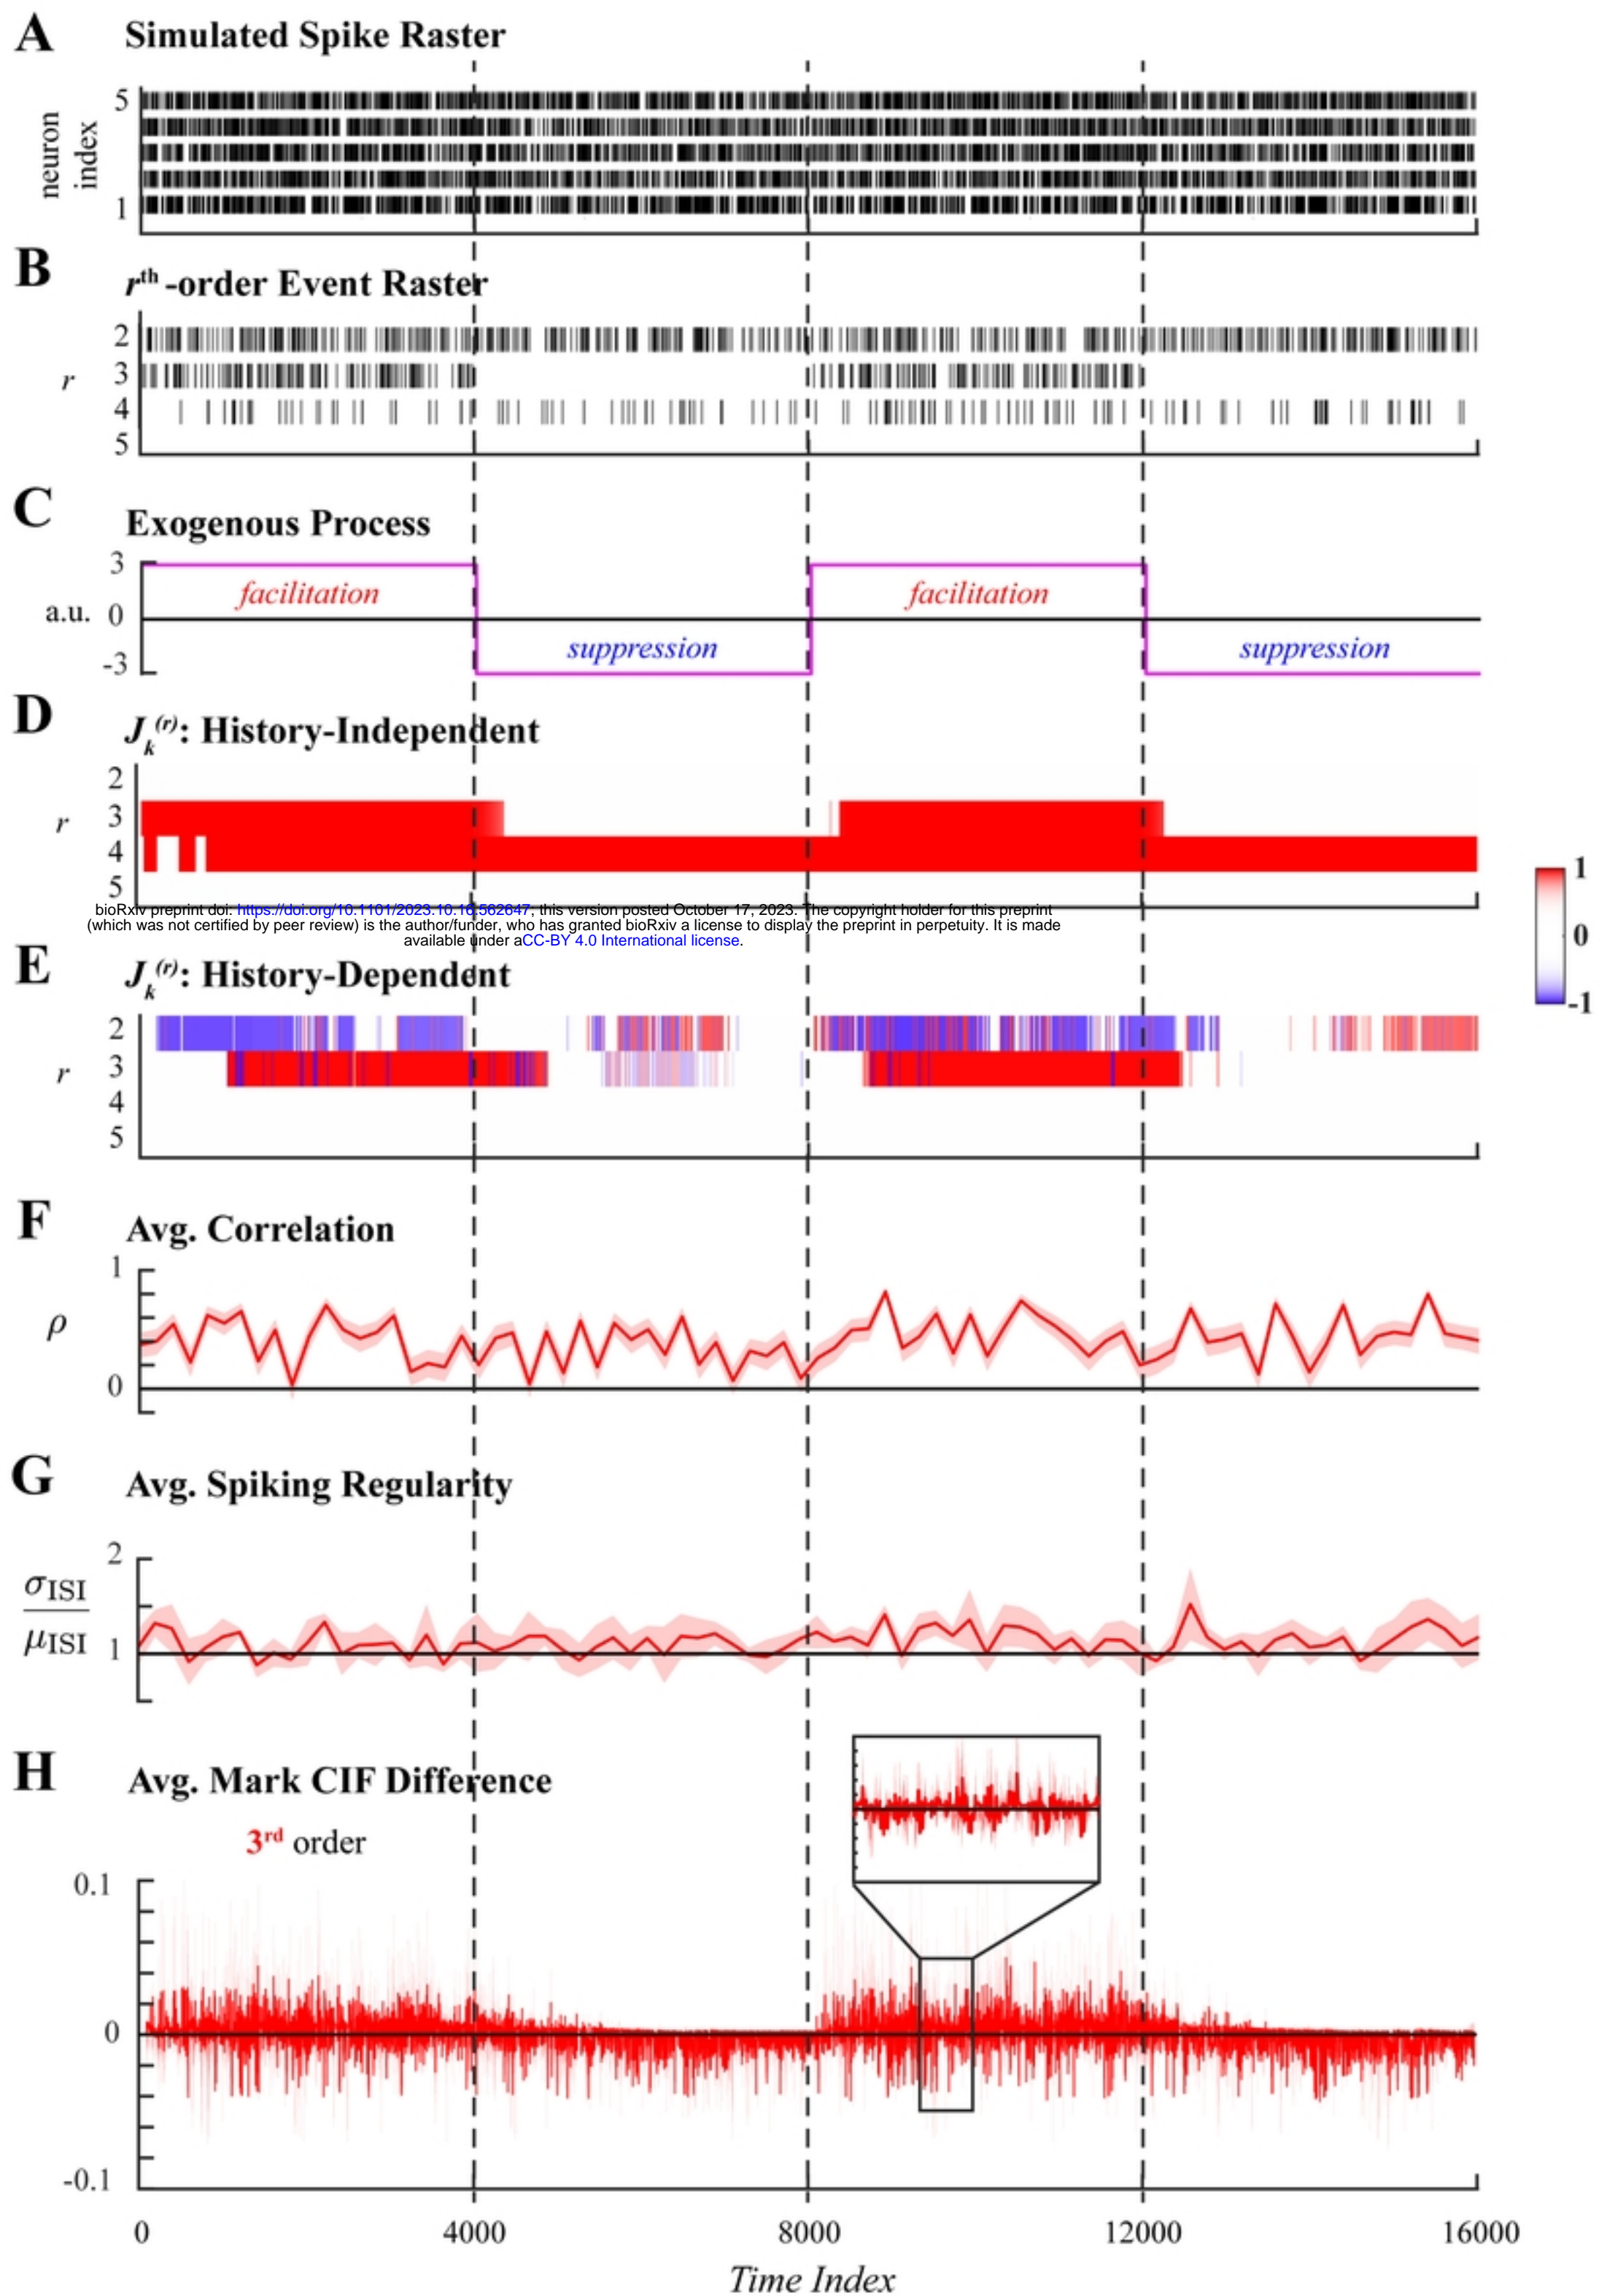 A Simulated Spike Raster
neuron
index
5
1
B rth-order Event Raster
r
2
3
4
5
C Exogenous Process
a.u.
3
0
-3
facilitation
suppression
facilitation
suppression
D Jk(r): History-Independent
r
2
3
4
5
1
0
-1
bioRxiv preprint doi: https://doi.org/10.1101/2023.10.16.562647; this version posted October 17, 2023. The copyright holder for this preprint
(which was not certified by peer review) is the author/funder, who has granted bioRxiv a license to display the preprint in perpetuity. It is made
available under aCC-BY 4.0 International license.
E Jk(r): History-Dependent
r
2
3
4
5
F Avg. Correlation
ρ
1
0
G Avg. Spiking Regularity
σISI
μISI
2
1
H Avg. Mark CIF Difference
3rd order
0.1
0
-0.1
0 4000 8000 12000 16000
Time Index